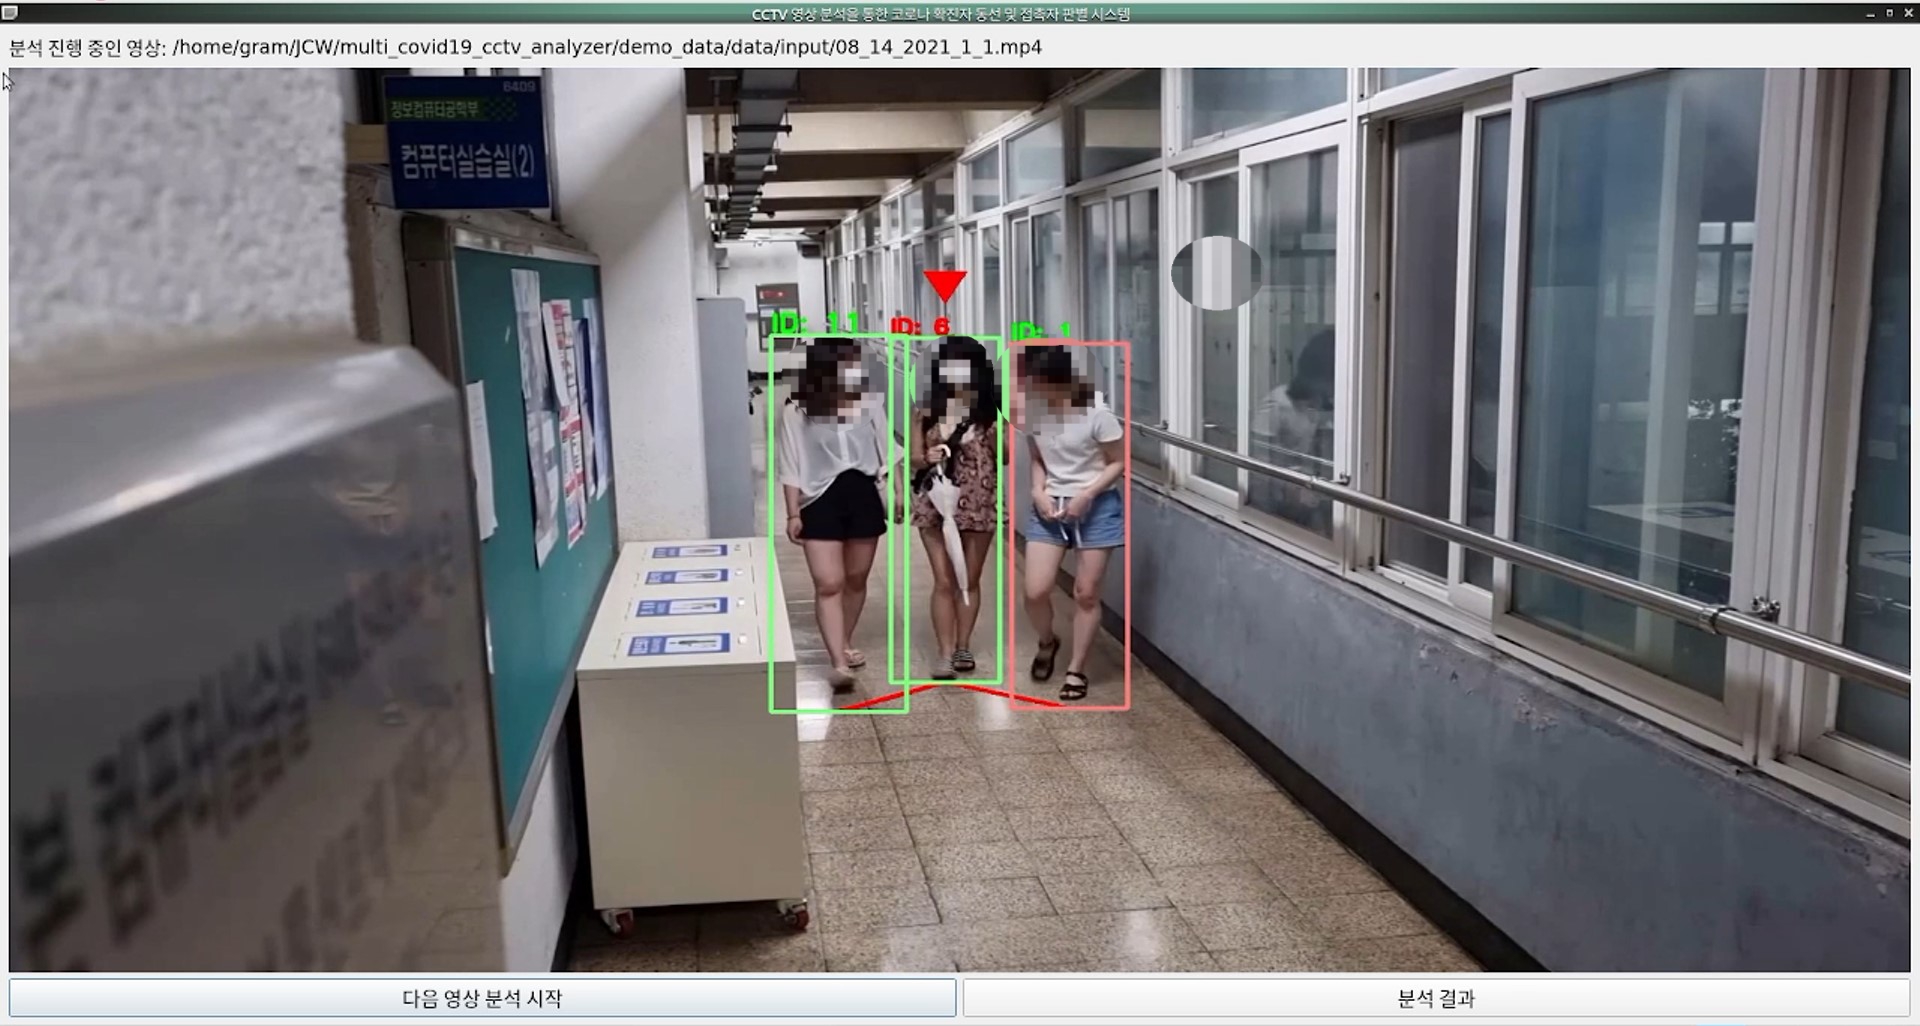 CCTV 영상 분석을 통한 코로나 확진자 동선 및 접촉자 판별 시스템
분석 진행 중인 영상: /home/gram/JCW/multi_covid19_cctv_analyzer/demo_data/data/input/08_14_2021_1_1.mp4
6409
정보컴퓨터공학부
컴퓨터실습실(2)
ID: 11
ID: 6
ID: 1
다음 영상 분석 시작
분석 결과